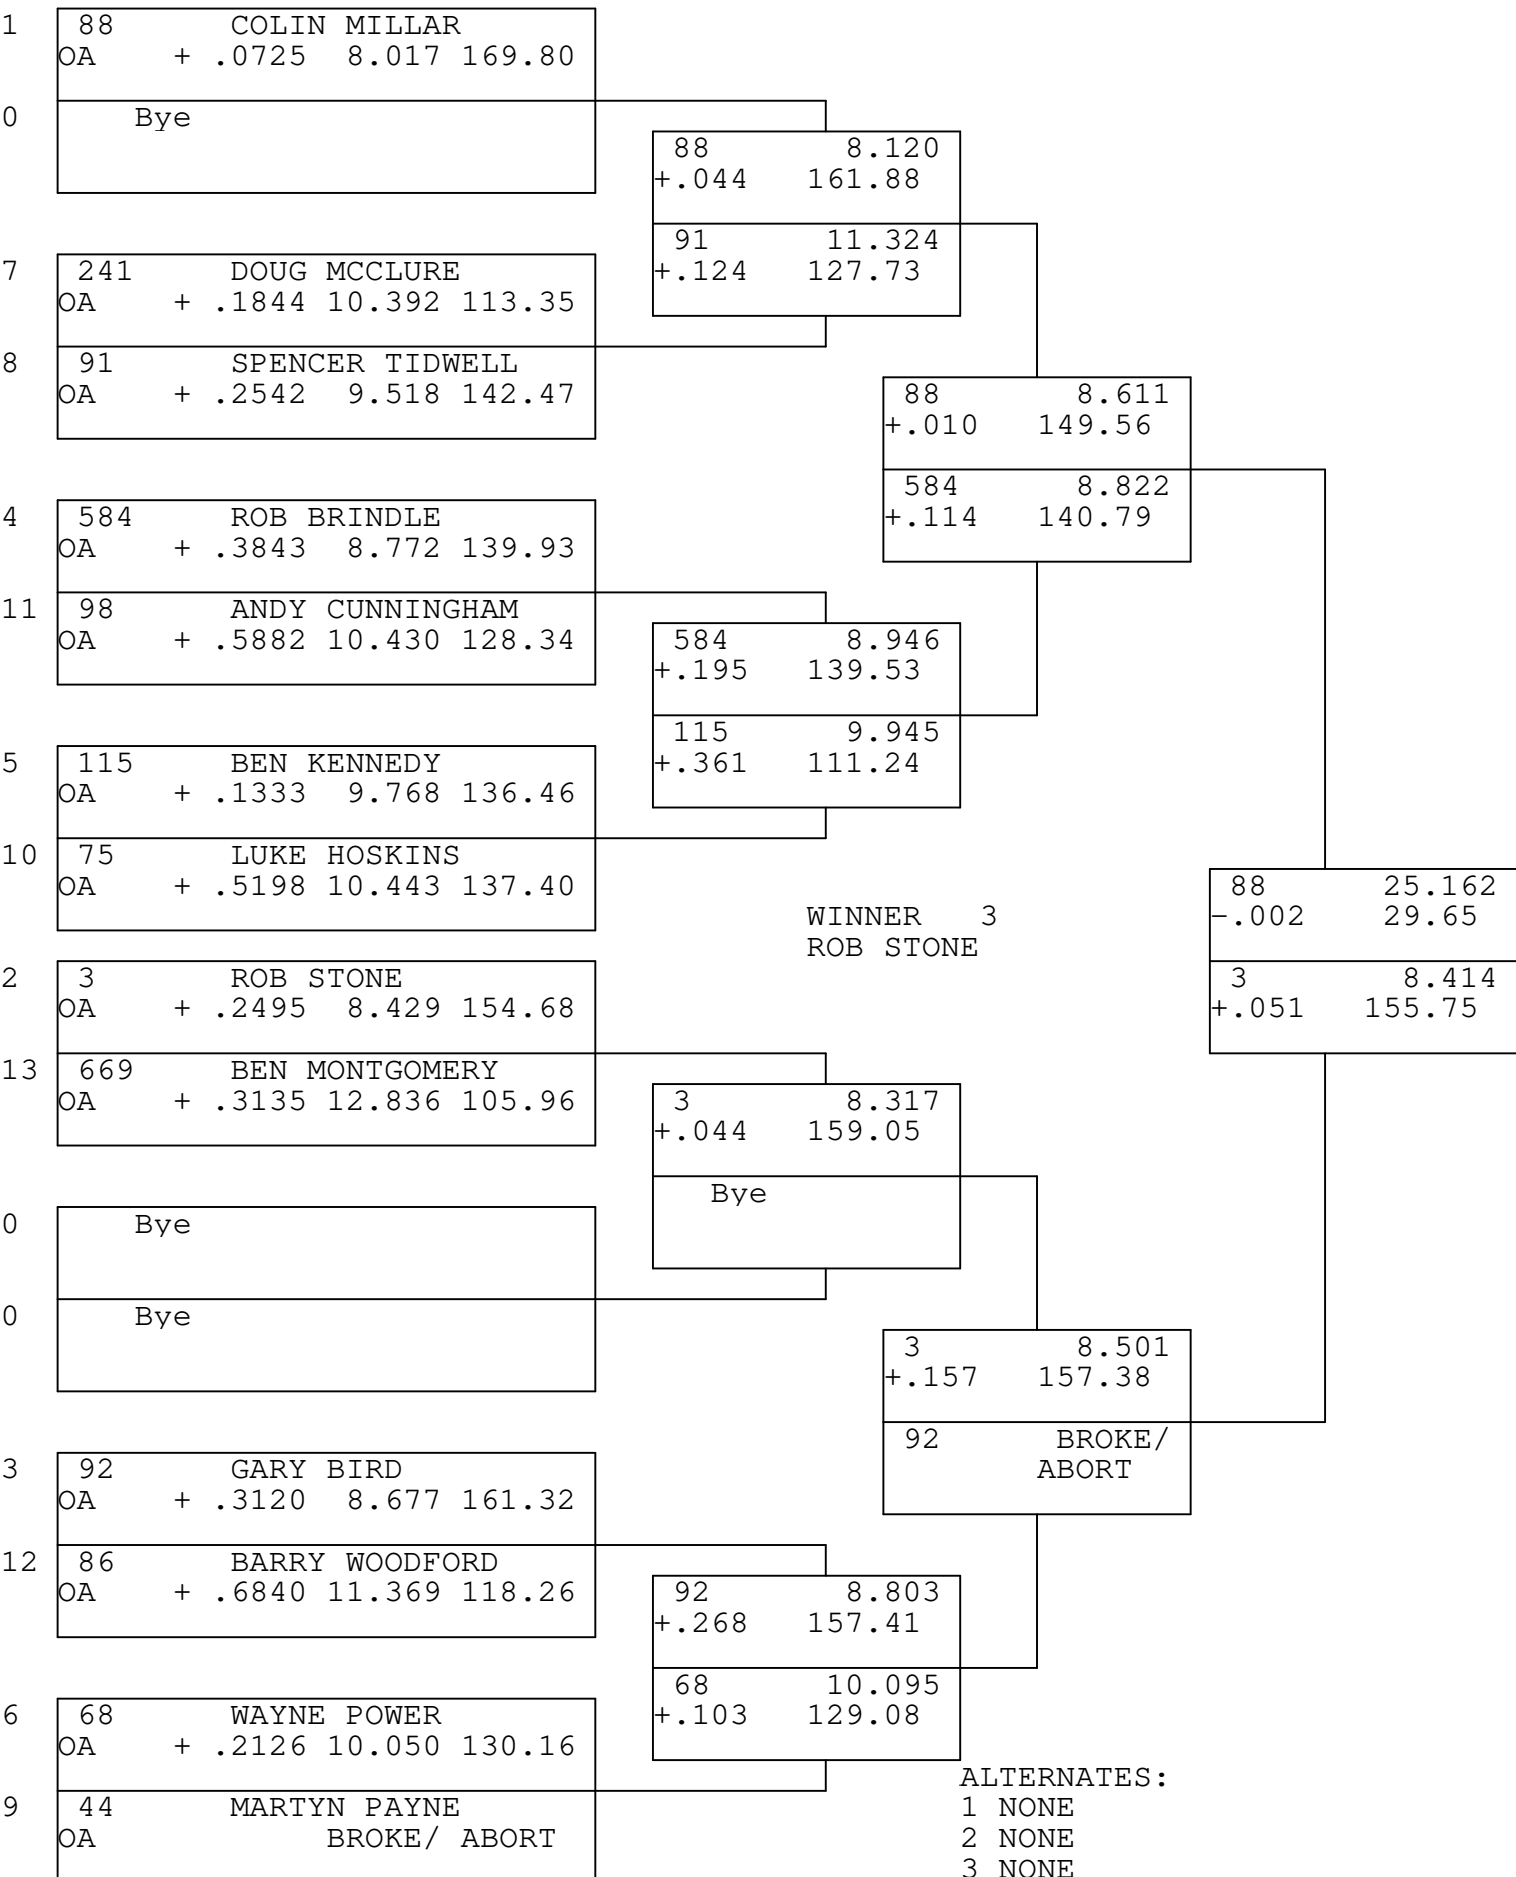 1 88 COLIN MILLAR
OA + .0725 8.017 169.80
0 Bye
7 241 DOUG MCCLURE
OA + .1844 10.392 113.35
8 91 SPENCER TIDWELL
OA + .2542 9.518 142.47
4 584 ROB BRINDLE
OA + .3843 8.772 139.93
11 98 ANDY CUNNINGHAM
OA + .5882 10.430 128.34
5 115 BEN KENNEDY
OA + .1333 9.768 136.46
10 75 LUKE HOSKINS
OA + .5198 10.443 137.40
2 3 ROB STONE
OA + .2495 8.429 154.68
13 669 BEN MONTGOMERY
OA + .3135 12.836 105.96
0 Bye
0 Bye
3 92 GARY BIRD
OA + .3120 8.677 161.32
12 86 BARRY WOODFORD
OA + .6840 11.369 118.26
6 68 WAYNE POWER
OA + .2126 10.050 130.16
9 44 MARTYN PAYNE
OA BROKE/ ABORT
88 8.120
+.044 161.88
91 11.324
+.124 127.73
584 8.946
+.195 139.53
115 9.945
+.361 111.24
3 8.317
+.044 159.05
Bye
92 8.803
+.268 157.41
68 10.095
+.103 129.08
88 8.611
+.010 149.56
584 8.822
+.114 140.79
3 8.501
+.157 157.38
92 BROKE/
ABORT
88 25.162
-.002 29.65
3 8.414
+.051 155.75
WINNER 3
ROB STONE
ALTERNATES:
1 NONE
2 NONE
3 NONE